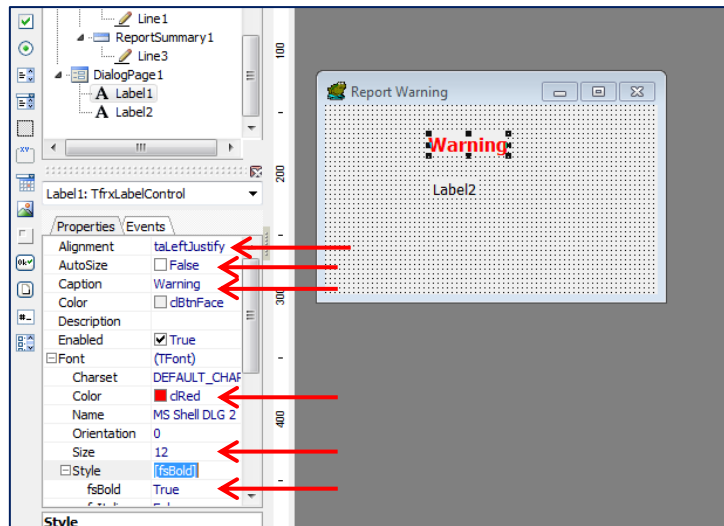 Line1
ReportSummary1
Line3
DialogPage1
A Label1
A Label2
Label1: TfrxLabelControl
Properties Events
Alignment taLeftJustify
AutoSize False
Caption Warning
Color clBtnFace
Description
Enabled True
Font (TFont)
Charset DEFAULT_CHAR
Color clRed
Name MS Shell DLG 2
Orientation 0
Size 12
Style [fsBold]
fsBold True
Style
100
200
300
400
Report Warning
Warning
Label2